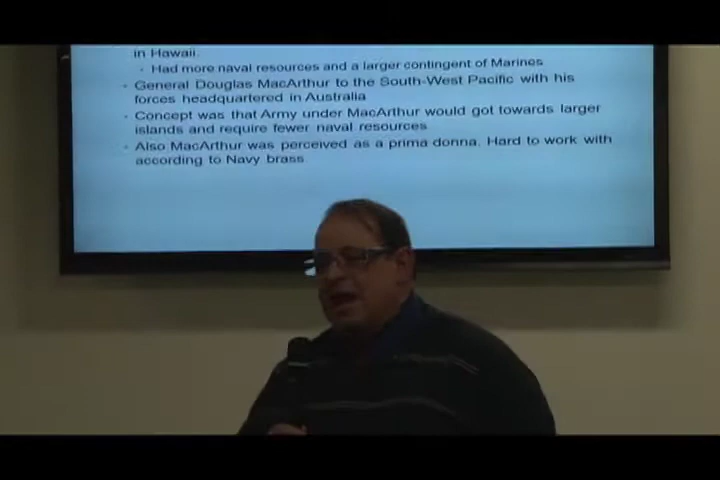 in Hawaii.
• Had more naval resources and a larger contingent of Marines
• General Douglas MacArthur to the South-West Pacific with his
forces headquartered in Australia
• Concept was that Army under MacArthur would got towards larger
islands and require fewer naval resources
• Also MacArthur was perceived as a prima donna. Hard to work with
according to Navy brass.